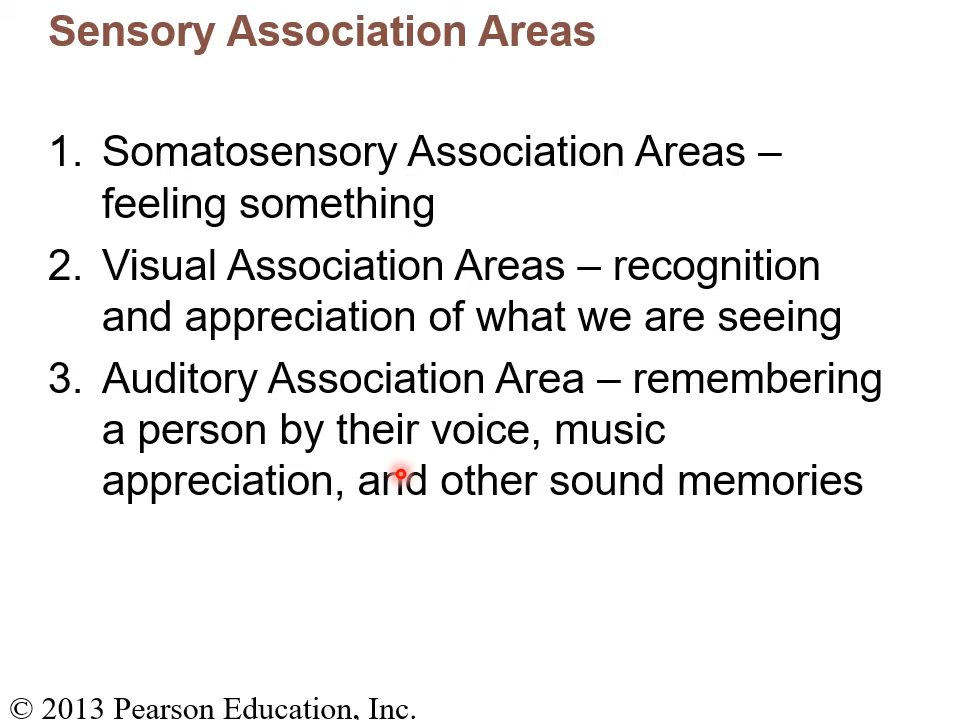 Sensory Association Areas
1. Somatosensory Association Areas –
feeling something
2. Visual Association Areas – recognition
and appreciation of what we are seeing
3. Auditory Association Area – remembering
a person by their voice, music
appreciation, and other sound memories
© 2013 Pearson Education, Inc.